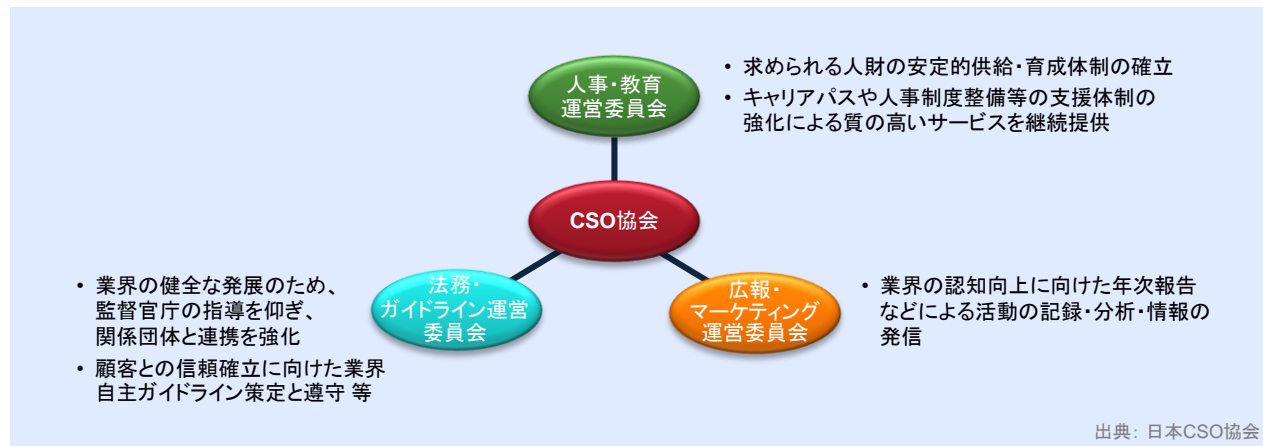 人事・教育
運営委員会
• 求められる人財の安定的供給・育成体制の確立
• キャリアパスや人事制度整備等の支援体制の
強化による質の高いサービスを継続提供
CSO協会
• 業界の健全な発展のため、
監督官庁の指導を仰ぎ、
関係団体と連携を強化
• 顧客との信頼確立に向けた業界
自主ガイドライン策定と遵守 等
法務・
ガイドライン運営
委員会
広報・
マーケティング
運営委員会
• 業界の認知向上に向けた年次報告
などによる活動の記録・分析・情報の
発信
出典： 日本CSO協会